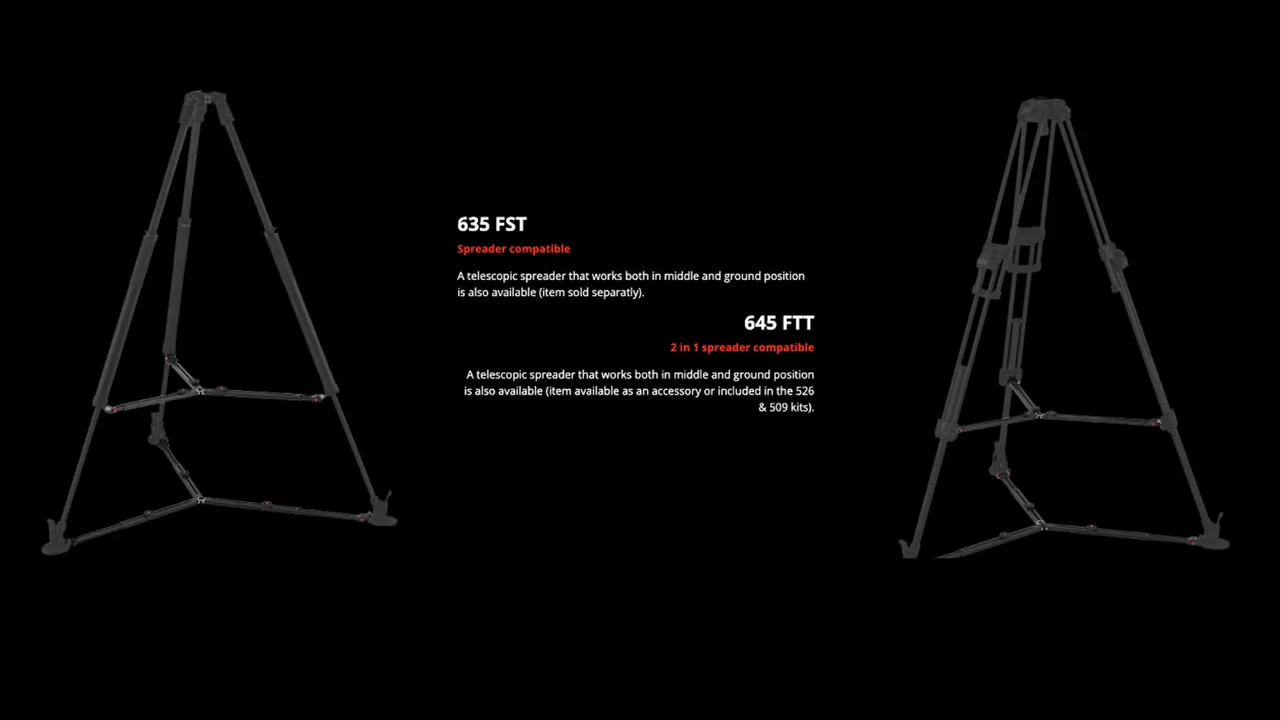 635 FST
Spreader compatible
A telescopic spreader that works both in middle and ground position
is also available (item sold separatly).
645 FTT
2 in 1 spreader compatible
A telescopic spreader that works both in middle and ground position
is also available (item available as an accessory or included in the 526
& 509 kits).